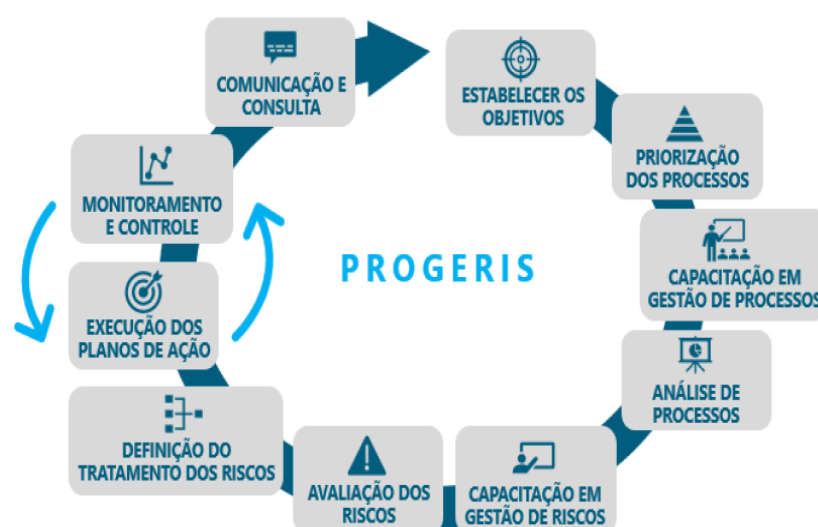 COMUNICAÇÃO E
CONSULTA
ESTABELECER OS
OBJETIVOS
PRIORIZAÇÃO
DOS PROCESSOS
CAPACITAÇÃO EM
GESTÃO DE PROCESSOS
ANÁLISE DE
PROCESSOS
CAPACITAÇÃO EM
GESTÃO DE RISCOS
AVALIAÇÃO DOS
RISCOS
DEFINIÇÃO DO
TRATAMENTO DOS RISCOS
EXECUÇÃO DOS
PLANOS DE AÇÃO
MONITORAMENTO
E CONTROLE
PROGERIS